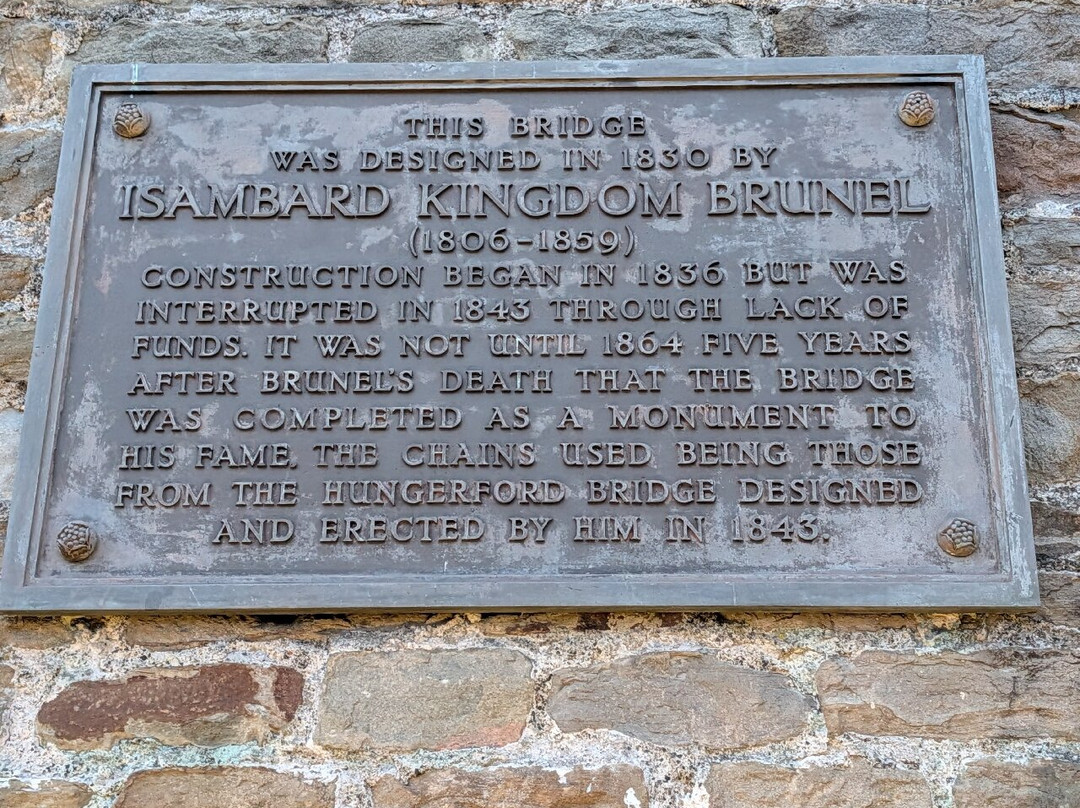 THIS BRIDGE
WAS DESIGNED IN 1830 BY
ISAMBARD KINGDOM BRUNEL
(1806-1859)
CONSTRUCTION BEGAN IN 1836 BUT WAS
INTERRUPTED IN 1843 THROUGH LACK OF
FUNDS. IT WAS NOT UNTIL 1864 FIVE YEARS
AFTER BRUNEL'S DEATH THAT THE BRIDGE
WAS COMPLETED AS A MONUMENT TO
HIS FAME. THE CHAINS USED BEING THOSE
FROM THE HUNGERFORD BRIDGE DESIGNED
AND ERECTED BY HIM IN 1843.